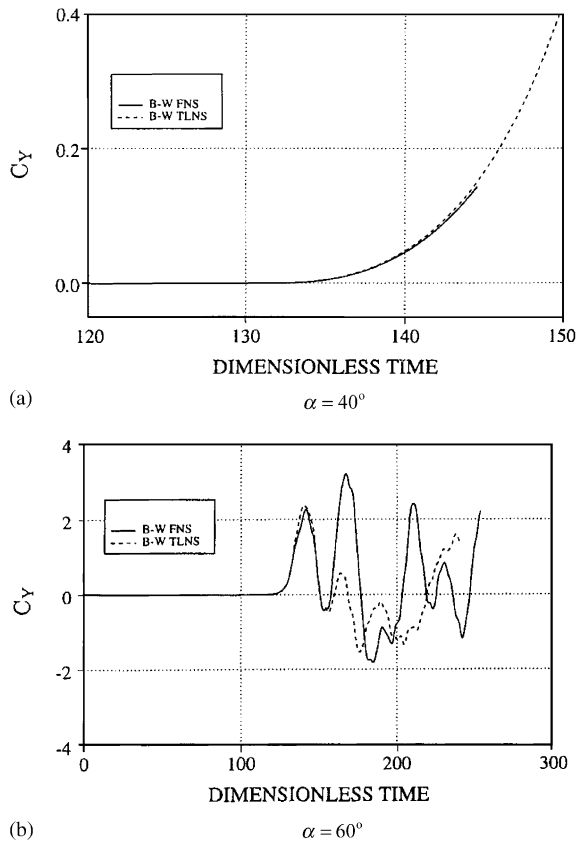 0.4
B-W FNS
B-W TLNS
0.2
C_Y
0.0
120 130 140 150
DIMENSIONLESS TIME
(a) α = 40°
4
B-W FNS
B-W TLNS
2
C_Y
0
-2
-4
0 100 200 300
DIMENSIONLESS TIME
(b) α = 60°